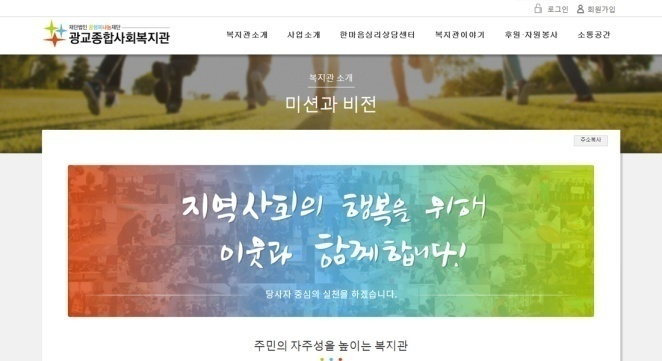 로그인 회원가입
재단법인 꿈쟁이나눔재단
광교종합사회복지관
복지관소개 사업소개 한마음심리상담센터 복지관이야기 후원·자원봉사 소통공간
복지관 소개
미션과 비전
주소복사
지역사회의 행복을 위해
이웃과 함께합니다!
당사자 중심의 실천을 하겠습니다.
주민의 자주성을 높이는 복지관